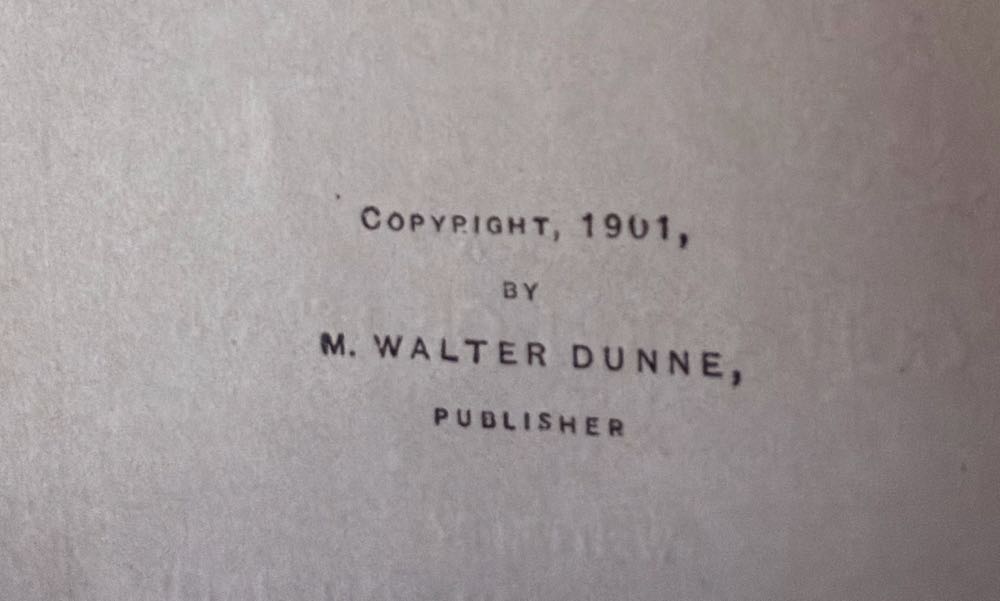 COPYRIGHT, 1901,
BY
M. WALTER DUNNE,
PUBLISHER